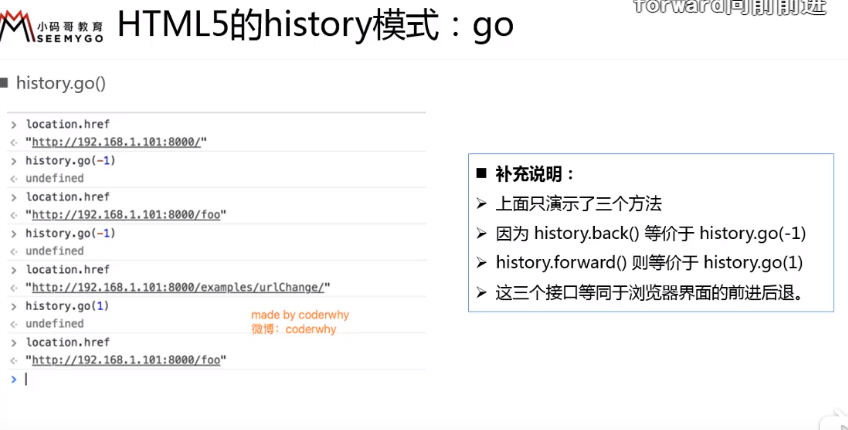 forward向前前进
小码哥教育
SEEMYGO
HTML5的history模式：go
■ history.go()
> location.href
< "http://192.168.1.101:8000/"
> history.go(-1)
< undefined
> location.href
< "http://192.168.1.101:8000/foo"
> history.go(-1)
< undefined
> location.href
< "http://192.168.1.101:8000/examples/urlChange/"
> history.go(1)
< undefined
> location.href
< "http://192.168.1.101:8000/foo"
>
made by coderwhy
微博：coderwhy
■ 补充说明：
➢ 上面只演示了三个方法
➢ 因为 history.back() 等价于 history.go(-1)
➢ history.forward() 则等价于 history.go(1)
➢ 这三个接口等同于浏览器界面的前进后退。